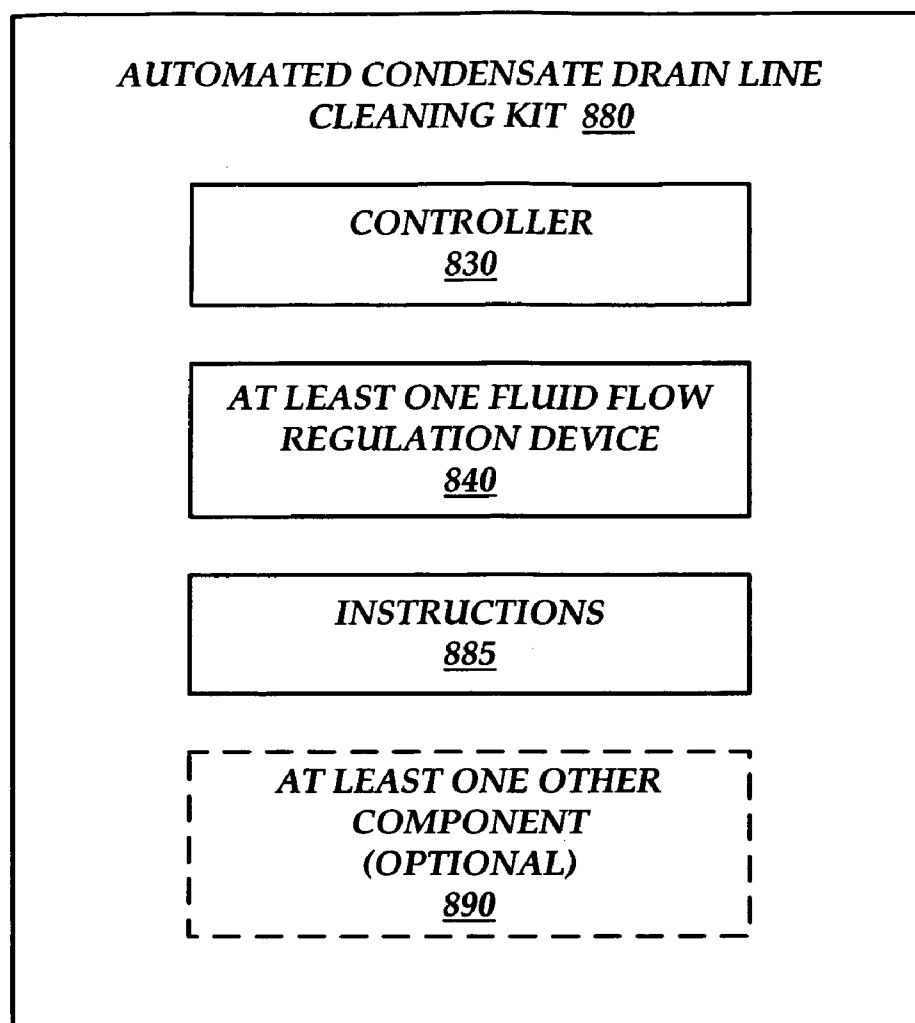 AUTOMATED CONDENSATE DRAIN LINE
CLEANING KIT 880
CONTROLLER
830
AT LEAST ONE FLUID FLOW
REGULATION DEVICE
840
INSTRUCTIONS
885
AT LEAST ONE OTHER
COMPONENT
(OPTIONAL)
890